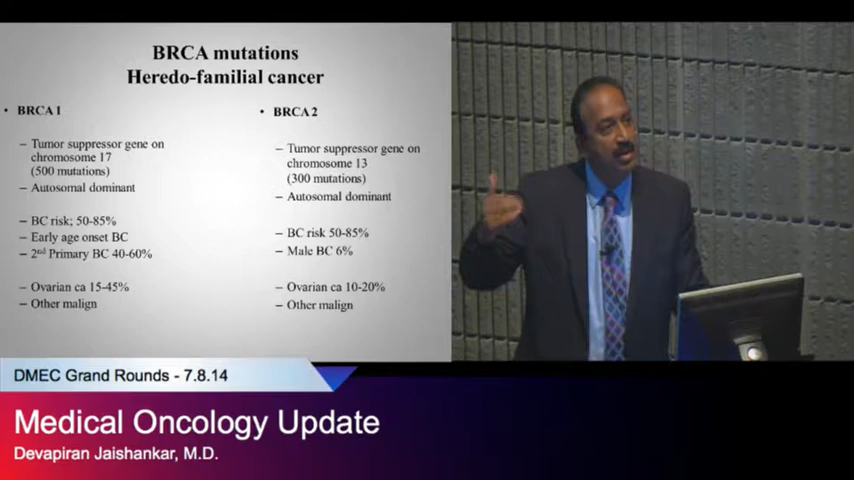 BRCA mutations
Heredo-familial cancer
• BRCA 1
– Tumor suppressor gene on
chromosome 17
(500 mutations)
– Autosomal dominant
– BC risk; 50-85%
– Early age onset BC
– 2nd Primary BC 40-60%
– Ovarian ca 15-45%
– Other malign
• BRCA 2
– Tumor suppressor gene on
chromosome 13
(300 mutations)
– Autosomal dominant
– BC risk 50-85%
– Male BC 6%
– Ovarian ca 10-20%
– Other malign
DMEC Grand Rounds - 7.8.14
Medical Oncology Update
Devapiran Jaishankar, M.D.